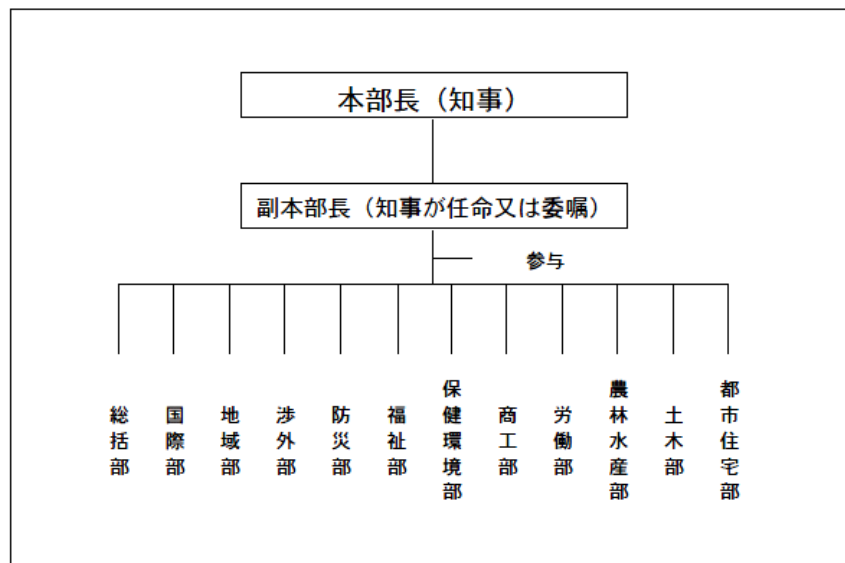 本部長（知事）
副本部長（知事が任命又は委嘱）
参与
総括部
国際部
地域部
渉外部
防災部
福祉部
保健環境部
商工部
労働部
農林水産部
土木部
都市住宅部